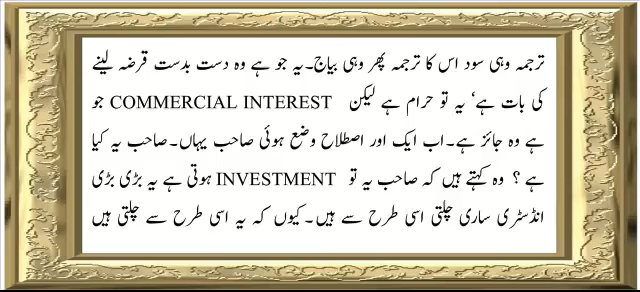 ترجمہ وہی سود اس کا ترجمہ پھر وہی بیاج۔یہ جو ہے وہ دست بدست قرضہ لینے
کی بات ہے‘ یہ تو حرام ہے لیکن COMMERCIAL INTEREST جو
ہے وہ جائز ہے۔اب ایک اور اصطلاح وضع ہوئی صاحب یہاں۔صاحب یہ کیا
ہے ؟ وہ کہتے ہیں کہ صاحب یہ تو INVESTMENT ہوتی ہے یہ بڑی بڑی
انڈسٹری ساری چلتی اسی طرح سے ہیں۔کیوں کہ یہ اسی طرح سے چلتی ہیں